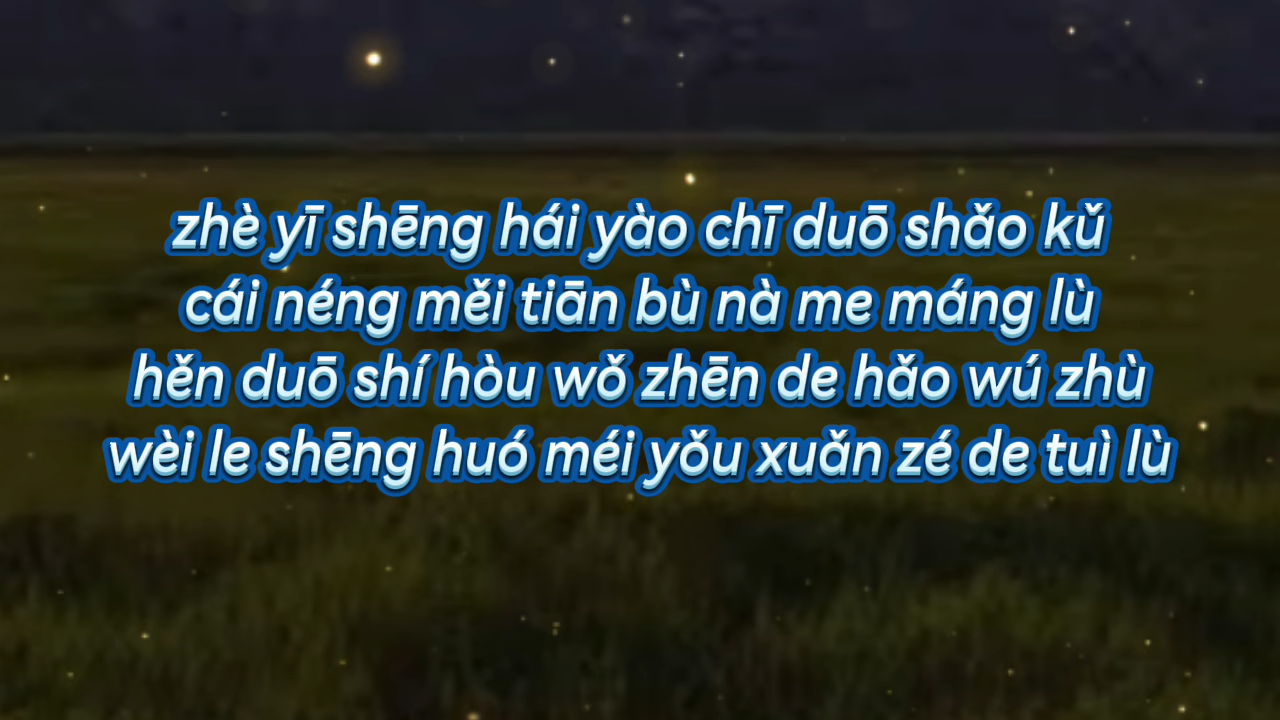 zhè yī shēng hái yào chī duō shǎo kǔ
cái néng měi tiān bù nà me máng lù
hěn duō shí hòu wǒ zhēn de hǎo wú zhù
wèi le shēng huó méi yǒu xuǎn zé de tuì lù